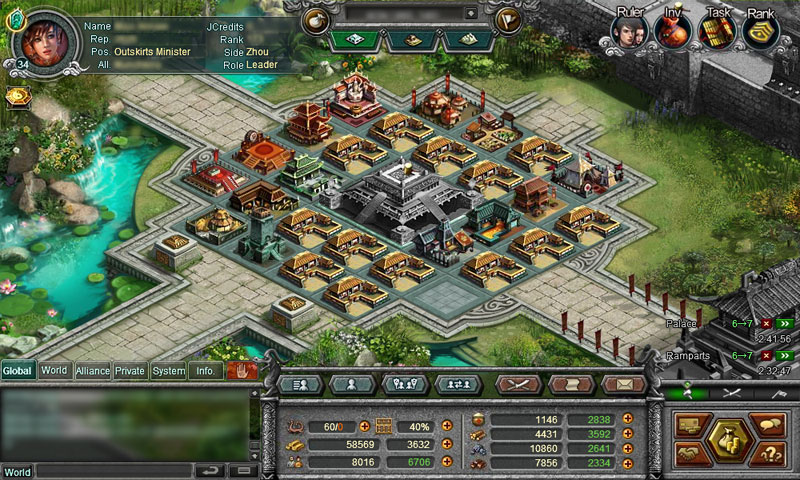 Ruler Inv. Task Rank
Name JCredits
Rep. Rank
Pos. Outskirts Minister Side Zhou
All. Role Leader
34
Palace 6→7
2:41:56
Ramparts 6→7
2:32:47
Global World Alliance Private System Info.
60/0 40% 1146 2838
58569 3632 4431 3592
10860 2641
8016 6706 7856 2334
World